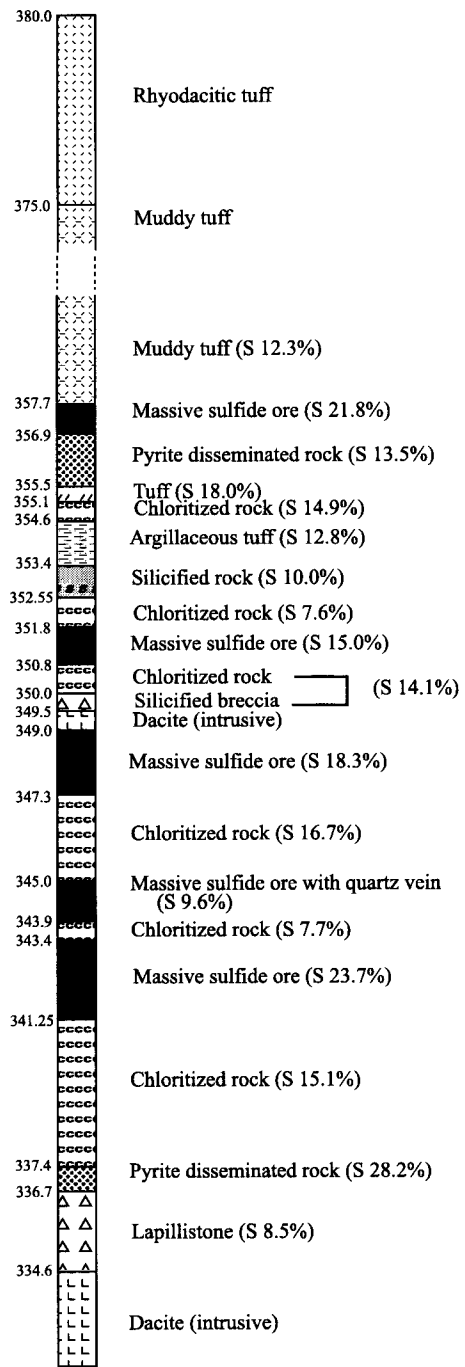 380.0
Rhyodacitic tuff
375.0
Muddy tuff
Muddy tuff (S 12.3%)
357.7
Massive sulfide ore (S 21.8%)
356.9
Pyrite disseminated rock (S 13.5%)
355.5
Tuff (S 18.0%)
355.1
Chloritized rock (S 14.9%)
354.6
Argillaceous tuff (S 12.8%)
353.4
Silicified rock (S 10.0%)
352.55
Chloritized rock (S 7.6%)
351.8
Massive sulfide ore (S 15.0%)
350.8
Chloritized rock
(S 14.1%)
350.0
Silicified breccia
349.5
Dacite (intrusive)
349.0
Massive sulfide ore (S 18.3%)
347.3
Chloritized rock (S 16.7%)
345.0
Massive sulfide ore with quartz vein
(S 9.6%)
343.9
Chloritized rock (S 7.7%)
343.4
Massive sulfide ore (S 23.7%)
341.25
Chloritized rock (S 15.1%)
337.4
Pyrite disseminated rock (S 28.2%)
336.7
Lapillistone (S 8.5%)
334.6
Dacite (intrusive)